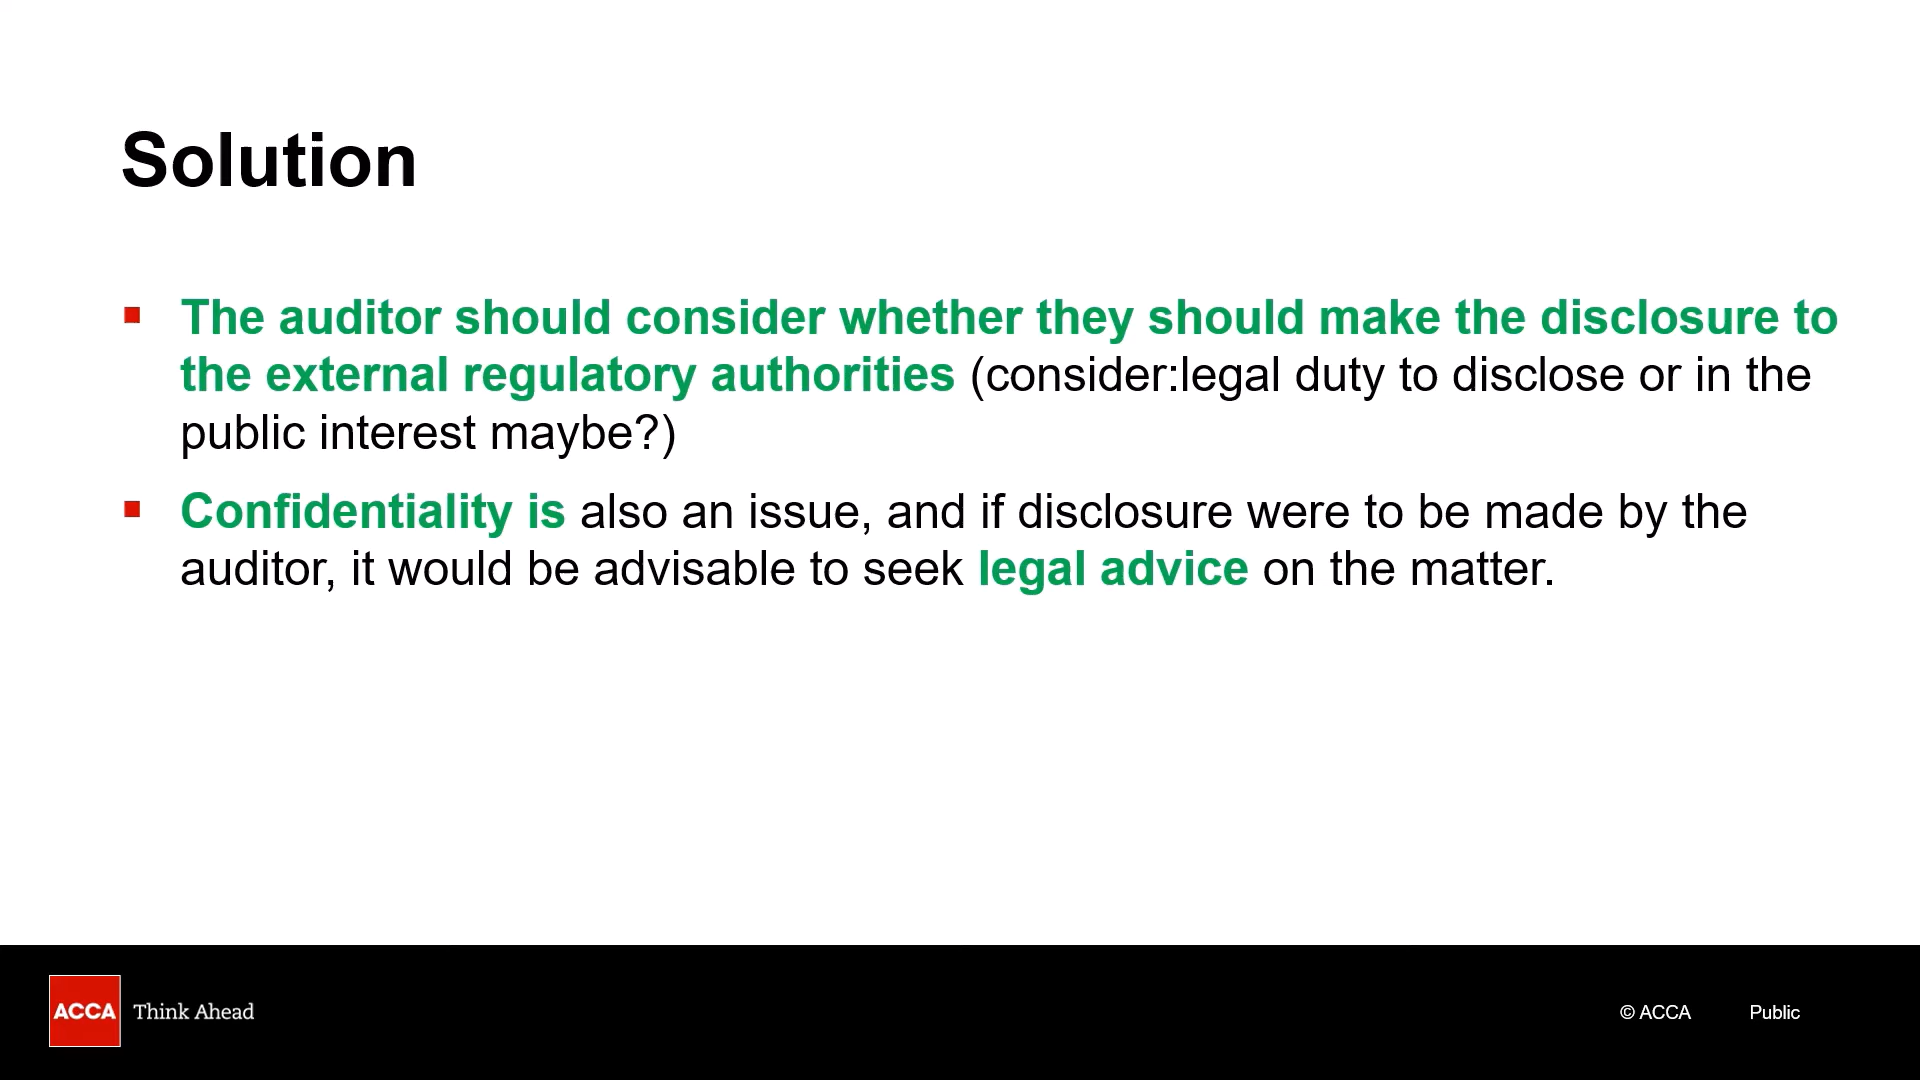 Solution
The auditor should consider whether they should make the disclosure to
the external regulatory authorities (consider:legal duty to disclose or in the
public interest maybe?)
Confidentiality is also an issue, and if disclosure were to be made by the
auditor, it would be advisable to seek legal advice on the matter.
ACCA Think Ahead
© ACCA Public